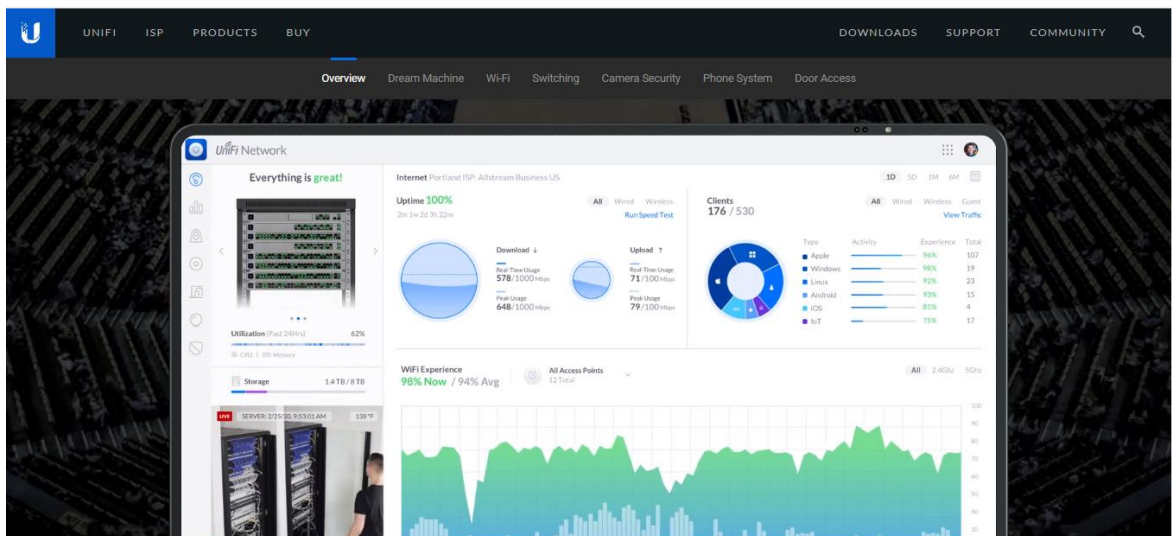 UNIFI ISP PRODUCTS BUY DOWNLOADS SUPPORT COMMUNITY
Overview Dream Machine Wi-Fi Switching Camera Security Phone System Door Access
UniFi Network
Everything is great!
Utilization (Past 24Hrs) 62%
CPU | Memory
Storage 1.4 TB / 8 TB
LIVE SERVER: 2/25/20, 9:53:01 AM 138 °F
Internet Portland ISP: Allstream Business US 1D 5D 1M 6M
Uptime 100% All Wired Wireless
2m 1w 2d 3h 22m Run Speed Test
Download ↓ Upload ↑
Real-Time Usage Real-Time Usage
578/1000 Mbps 71/100 Mbps
Peak Usage Peak Usage
648/1000 Mbps 79/100 Mbps
Clients All Wired Wireless Guest
176 / 530 View Traffic
Type Activity Experience Total
Apple 96% 107
Windows 98% 19
Linux 92% 23
Android 93% 15
iOS 81% 4
IoT 75% 17
WiFi Experience All Access Points All 2.4Ghz 5Ghz
98% Now / 94% Avg 12 Total
100
90
80
70
60
50
40
30